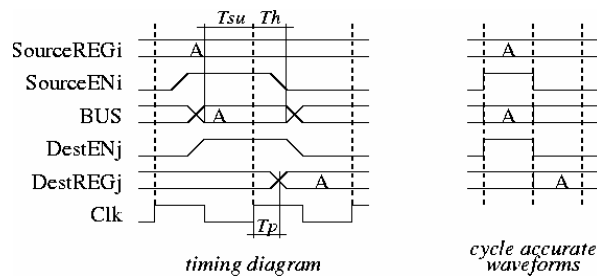 Tsu Th
SourceREGi A A
SourceENi
BUS A A
DestENj
DestREGj A A
Clk
Tp
timing diagram
cycle accurate
waveforms